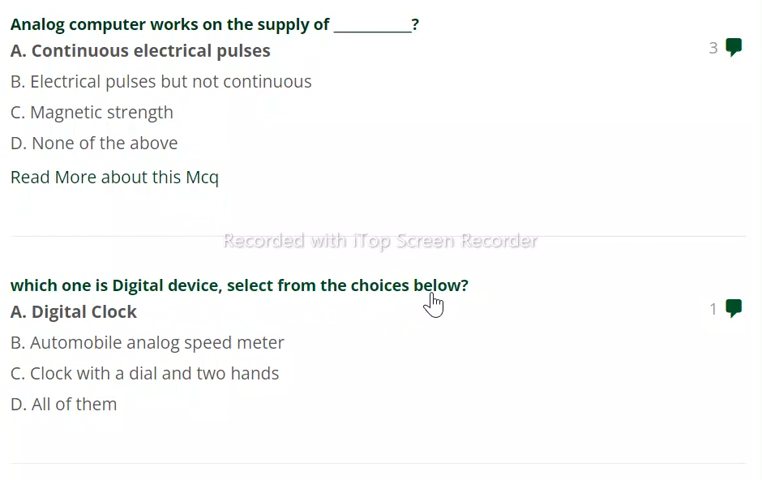 Analog computer works on the supply of __________?
A. Continuous electrical pulses
3
B. Electrical pulses but not continuous
C. Magnetic strength
D. None of the above
Read More about this Mcq
Recorded with iTop Screen Recorder
which one is Digital device, select from the choices below?
A. Digital Clock
1
B. Automobile analog speed meter
C. Clock with a dial and two hands
D. All of them